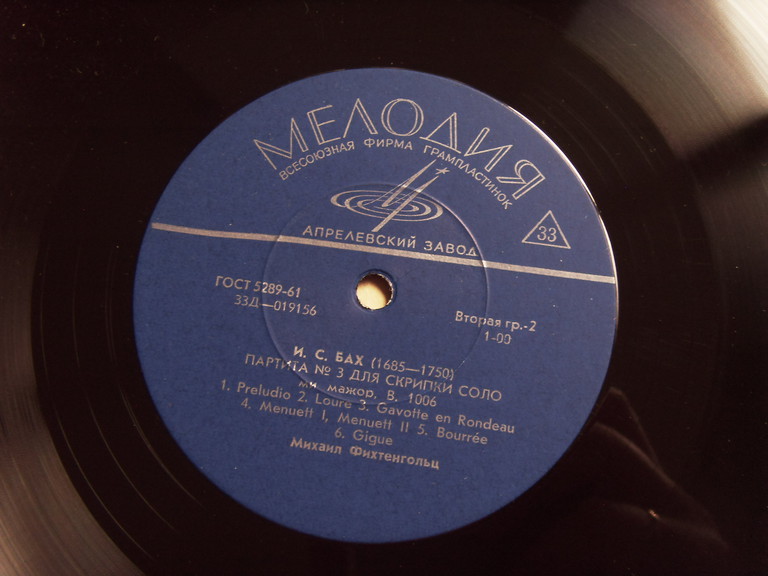 МЕЛОДИЯ
ВСЕСОЮЗНАЯ ФИРМА ГРАМПЛАСТИНОК
АПРЕЛЕВСКИЙ ЗАВОД
33
ГОСТ 5289-61
33Д—019156
Вторая гр.-2
1-00
И. С. БАХ (1685—1750)
ПАРТИТА № 3 ДЛЯ СКРИПКИ СОЛО
ми мажор, В. 1006
1. Preludio 2. Loure 3. Gavotte en Rondeau
4. Menuett I, Menuett II 5. Bourrée
6. Gigue
Михаил Фихтенгольц